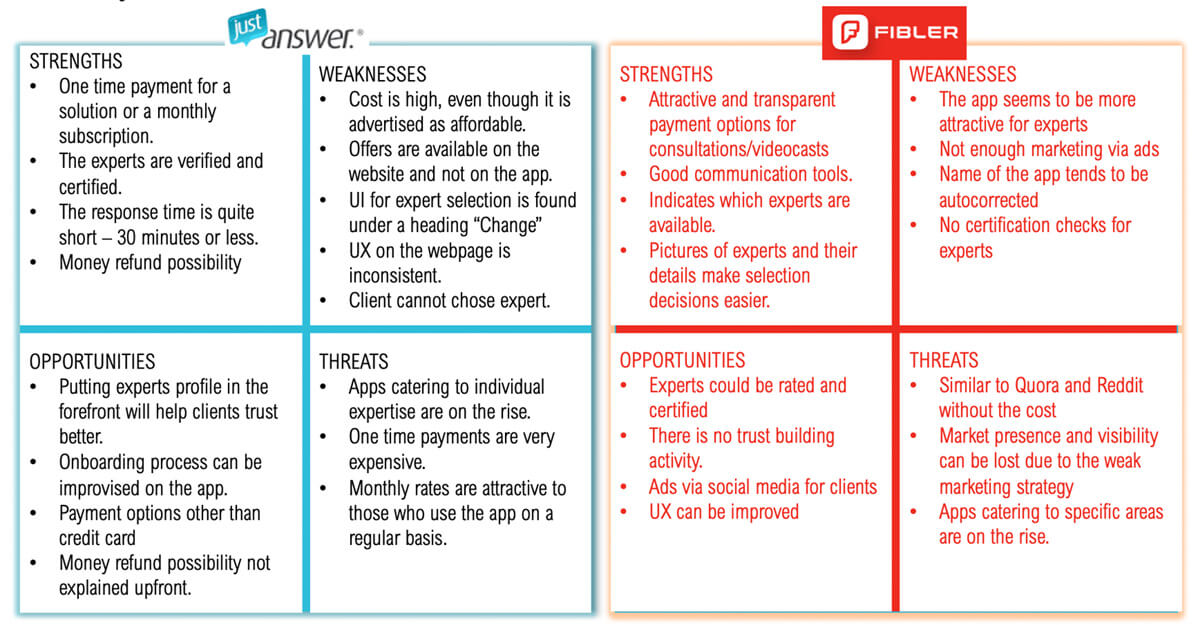 just
answer.®
STRENGTHS
• One time payment for a
solution or a monthly
subscription.
• The experts are verified and
certified.
• The response time is quite
short – 30 minutes or less.
• Money refund possibility
WEAKNESSES
• Cost is high, even though it is
advertised as affordable.
• Offers are available on the
website and not on the app.
• UI for expert selection is found
under a heading “Change”
• UX on the webpage is
inconsistent.
• Client cannot chose expert.
OPPORTUNITIES
• Putting experts profile in the
forefront will help clients trust
better.
• Onboarding process can be
improvised on the app.
• Payment options other than
credit card
• Money refund possibility not
explained upfront.
THREATS
• Apps catering to individual
expertise are on the rise.
• One time payments are very
expensive.
• Monthly rates are attractive to
those who use the app on a
regular basis.
FIBLER
STRENGTHS
• Attractive and transparent
payment options for
consultations/videocasts
• Good communication tools.
• Indicates which experts are
available.
• Pictures of experts and their
details make selection
decisions easier.
WEAKNESSES
• The app seems to be more
attractive for experts
• Not enough marketing via ads
• Name of the app tends to be
autocorrected
• No certification checks for
experts
OPPORTUNITIES
• Experts could be rated and
certified
• There is no trust building
activity.
• Ads via social media for clients
• UX can be improved
THREATS
• Similar to Quora and Reddit
without the cost
• Market presence and visibility
can be lost due to the weak
marketing strategy
• Apps catering to specific areas
are on the rise.